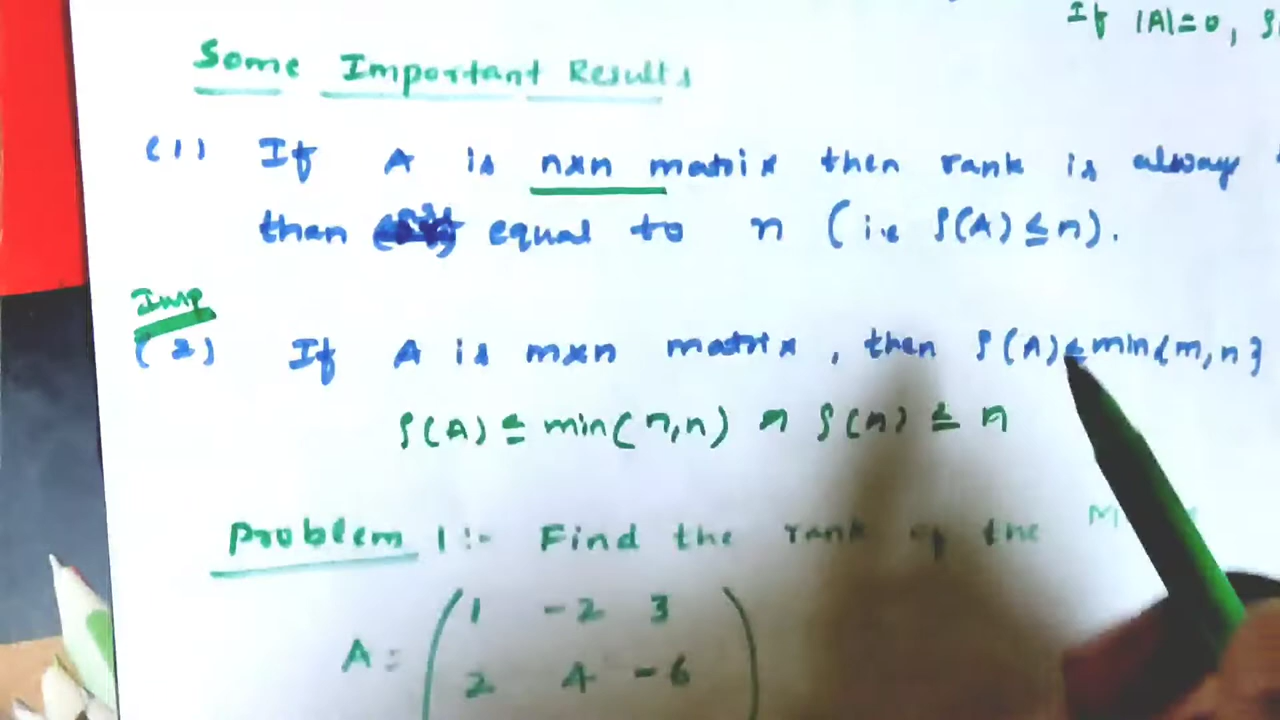 If |A|=0, ρ
Some Important Results
(1) If A is nxn matrix then rank is always
than equal to n (i.e ρ(A) ≤ n).
Imp
(2) If A is mxn matrix, then ρ(A) ≤ min{m, n}
ρ(A) ≤ min(n,n) ρ(A) ≤ n
Problem 1:- Find the rank of the
A = ( 1 -2 3
2 4 -6 )